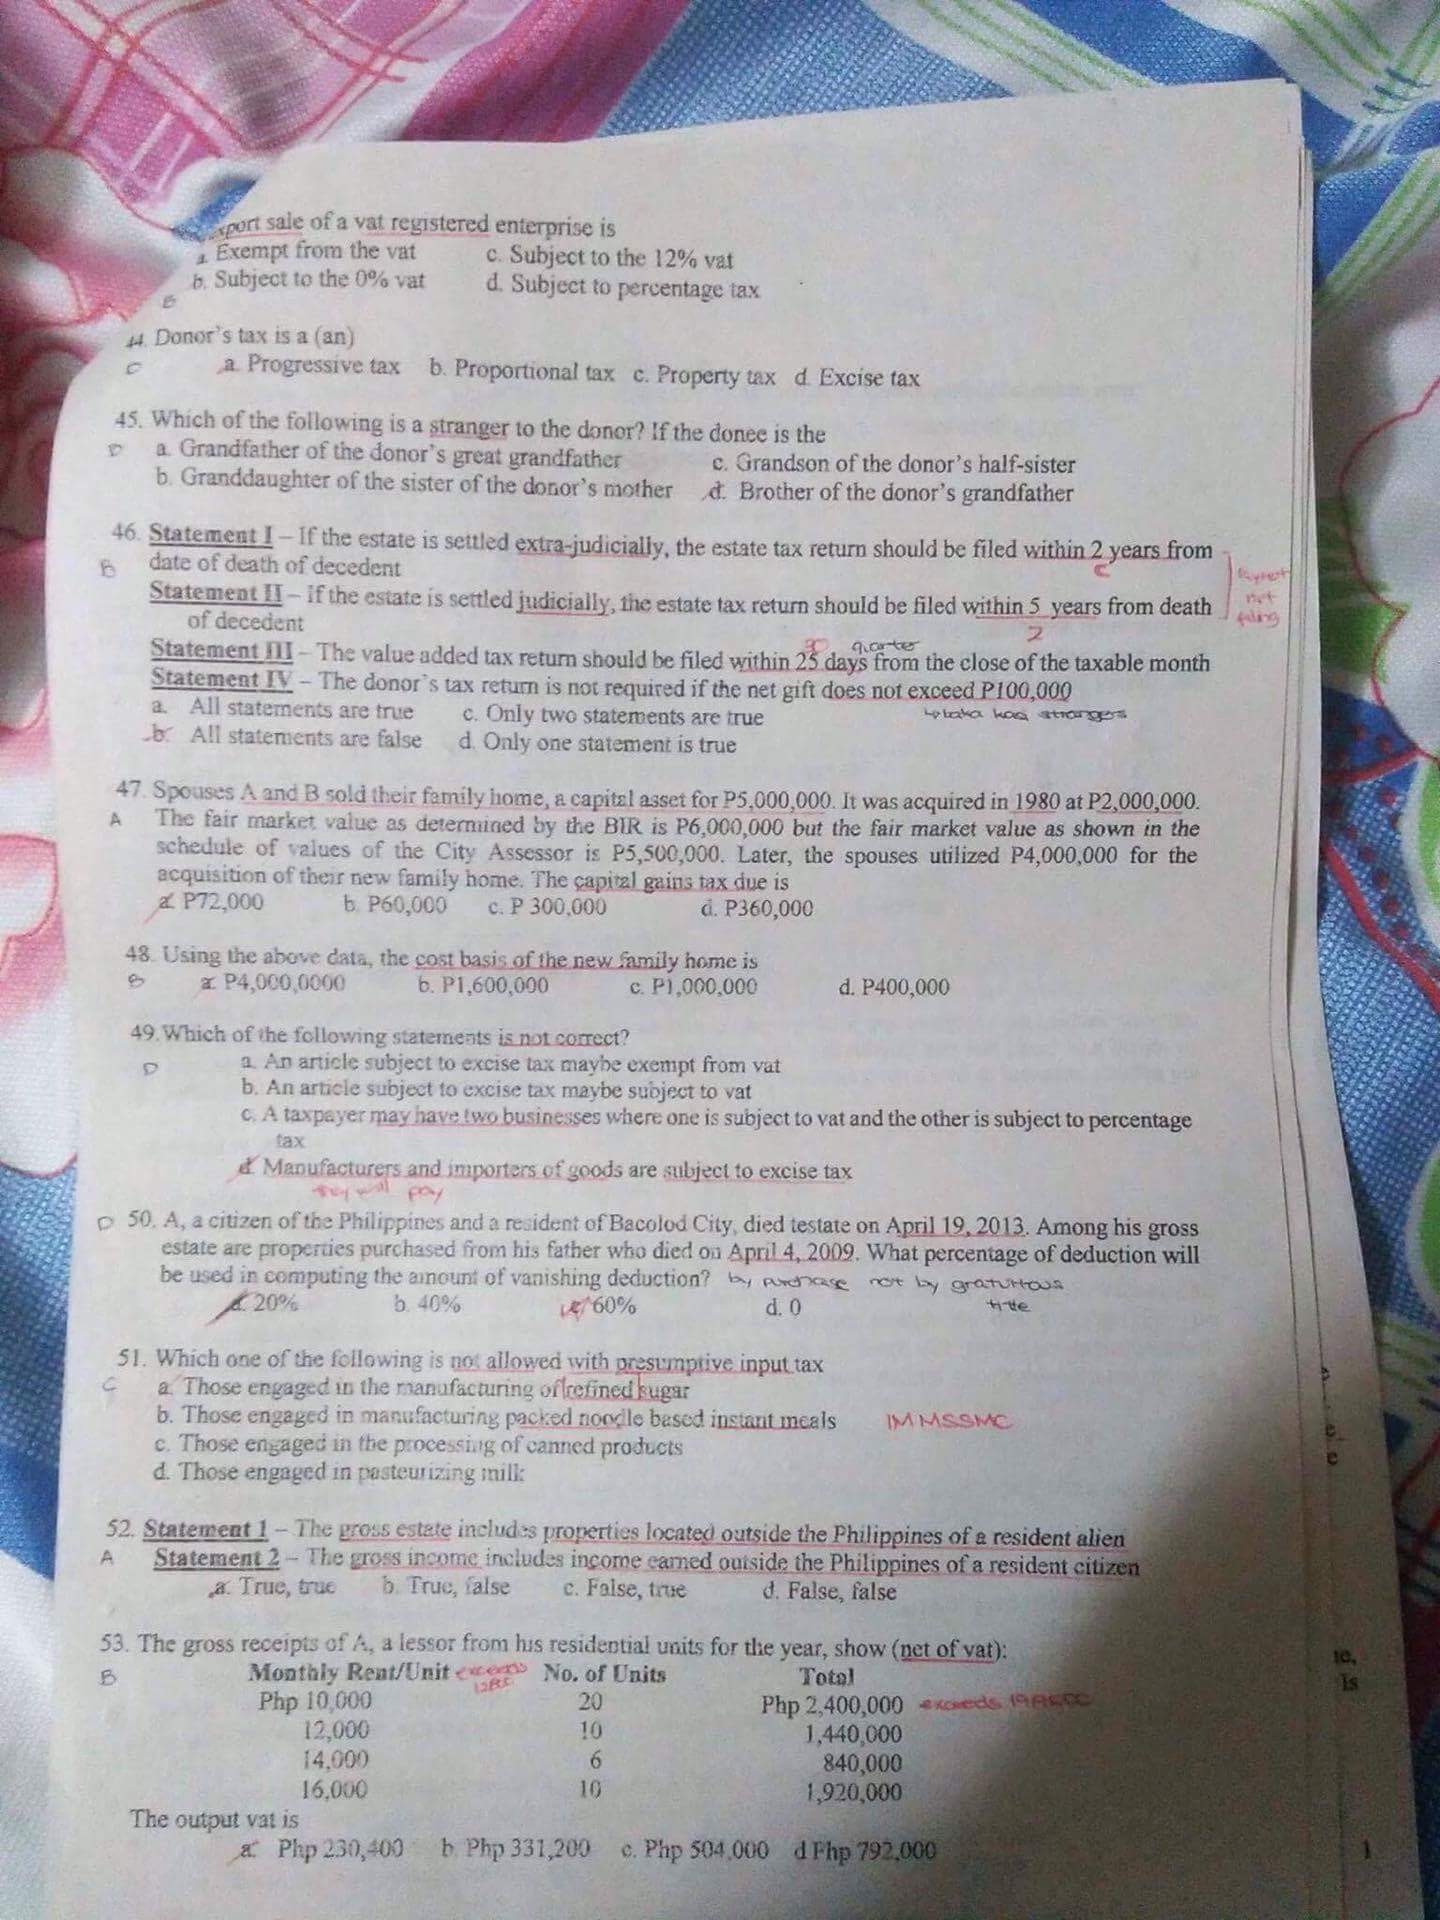 xport sale of a vat registered enterprise is
a. Exempt from the vat c. Subject to the 12% vat
b. Subject to the 0% vat d. Subject to percentage tax
B
44. Donor's tax is a (an)
C a. Progressive tax b. Proportional tax c. Property tax d. Excise tax
45. Which of the following is a stranger to the donor? If the donee is the
D a. Grandfather of the donor's great grandfather c. Grandson of the donor's half-sister
b. Granddaughter of the sister of the donor's mother d. Brother of the donor's grandfather
46. Statement I – If the estate is settled extra-judicially, the estate tax return should be filed within 2 years from
B date of death of decedent
Statement II – If the estate is settled judicially, the estate tax return should be filed within 5 years from death
not
filing
of decedent 2
30 quarter
Statement III – The value added tax return should be filed within 25 days from the close of the taxable month
Statement IV – The donor's tax return is not required if the net gift does not exceed P100,000
a. All statements are true c. Only two statements are true strangers
b. All statements are false d. Only one statement is true
47. Spouses A and B sold their family home, a capital asset for P5,000,000. It was acquired in 1980 at P2,000,000.
A The fair market value as determined by the BIR is P6,000,000 but the fair market value as shown in the
schedule of values of the City Assessor is P5,500,000. Later, the spouses utilized P4,000,000 for the
acquisition of their new family home. The capital gains tax due is
a. P72,000 b. P60,000 c. P 300,000 d. P360,000
48. Using the above data, the cost basis of the new family home is
B a. P4,000,0000 b. P1,600,000 c. P1,000,000 d. P400,000
49. Which of the following statements is not correct?
D a. An article subject to excise tax maybe exempt from vat
b. An article subject to excise tax maybe subject to vat
c. A taxpayer may have two businesses where one is subject to vat and the other is subject to percentage
tax
d. Manufacturers and importers of goods are subject to excise tax
they will pay
D 50. A, a citizen of the Philippines and a resident of Bacolod City, died testate on April 19, 2013. Among his gross
estate are properties purchased from his father who died on April 4, 2009. What percentage of deduction will
be used in computing the amount of vanishing deduction? by purchase not by gratuitous
a. 20% b. 40% c. 60% d. 0 title
51. Which one of the following is not allowed with presumptive input tax
C a. Those engaged in the manufacturing of refined sugar
b. Those engaged in manufacturing packed noodle based instant meals IMMSSMC
c. Those engaged in the processing of canned products
d. Those engaged in pasteurizing milk
52. Statement 1 – The gross estate includes properties located outside the Philippines of a resident alien
A Statement 2 – The gross income includes income earned outside the Philippines of a resident citizen
a. True, true b. True, false c. False, true d. False, false
53. The gross receipts of A, a lessor from his residential units for the year, show (net of vat):
B Monthly Rent/Unit exceeds No. of Units Total
Php 10,000 20 Php 2,400,000 exceeds
12,000 10 1,440,000
14,000 6 840,000
16,000 10 1,920,000
The output vat is
a. Php 230,400 b Php 331,200 c. Php 504,000 d Php 792,000
ie,
is
1